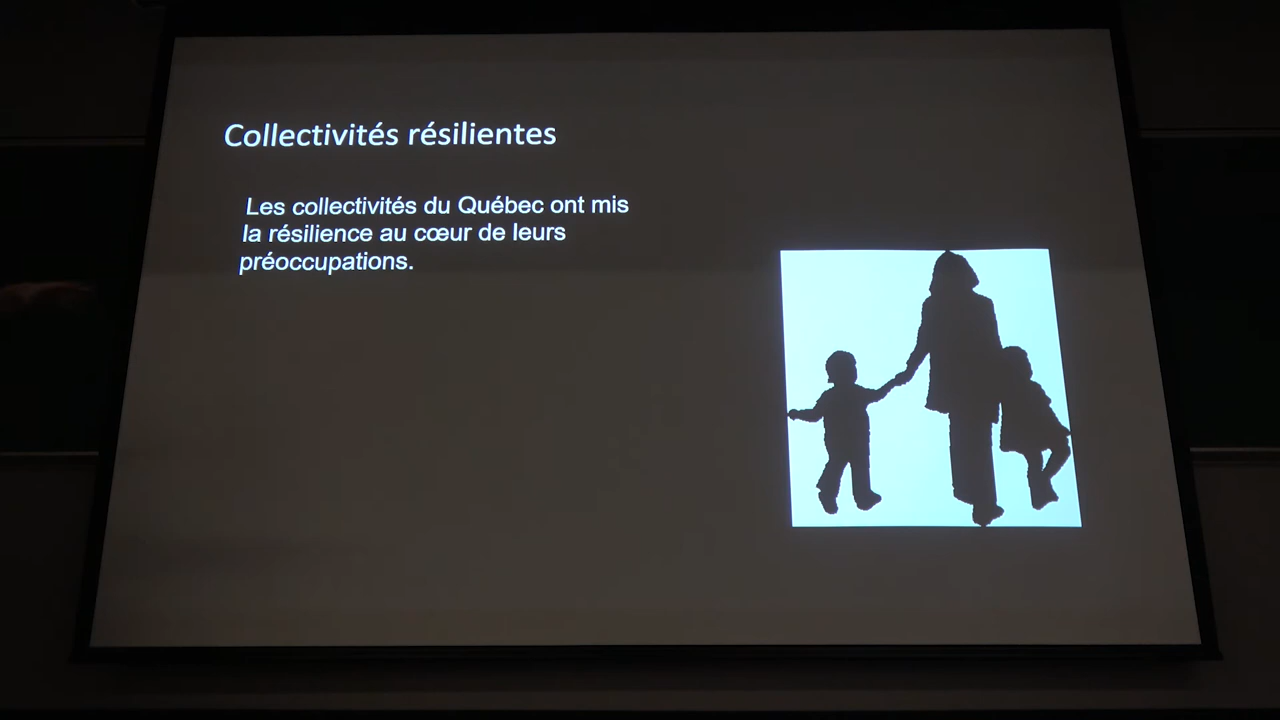 Collectivités résilientes
Les collectivités du Québec ont mis
la résilience au cœur de leurs
préoccupations.